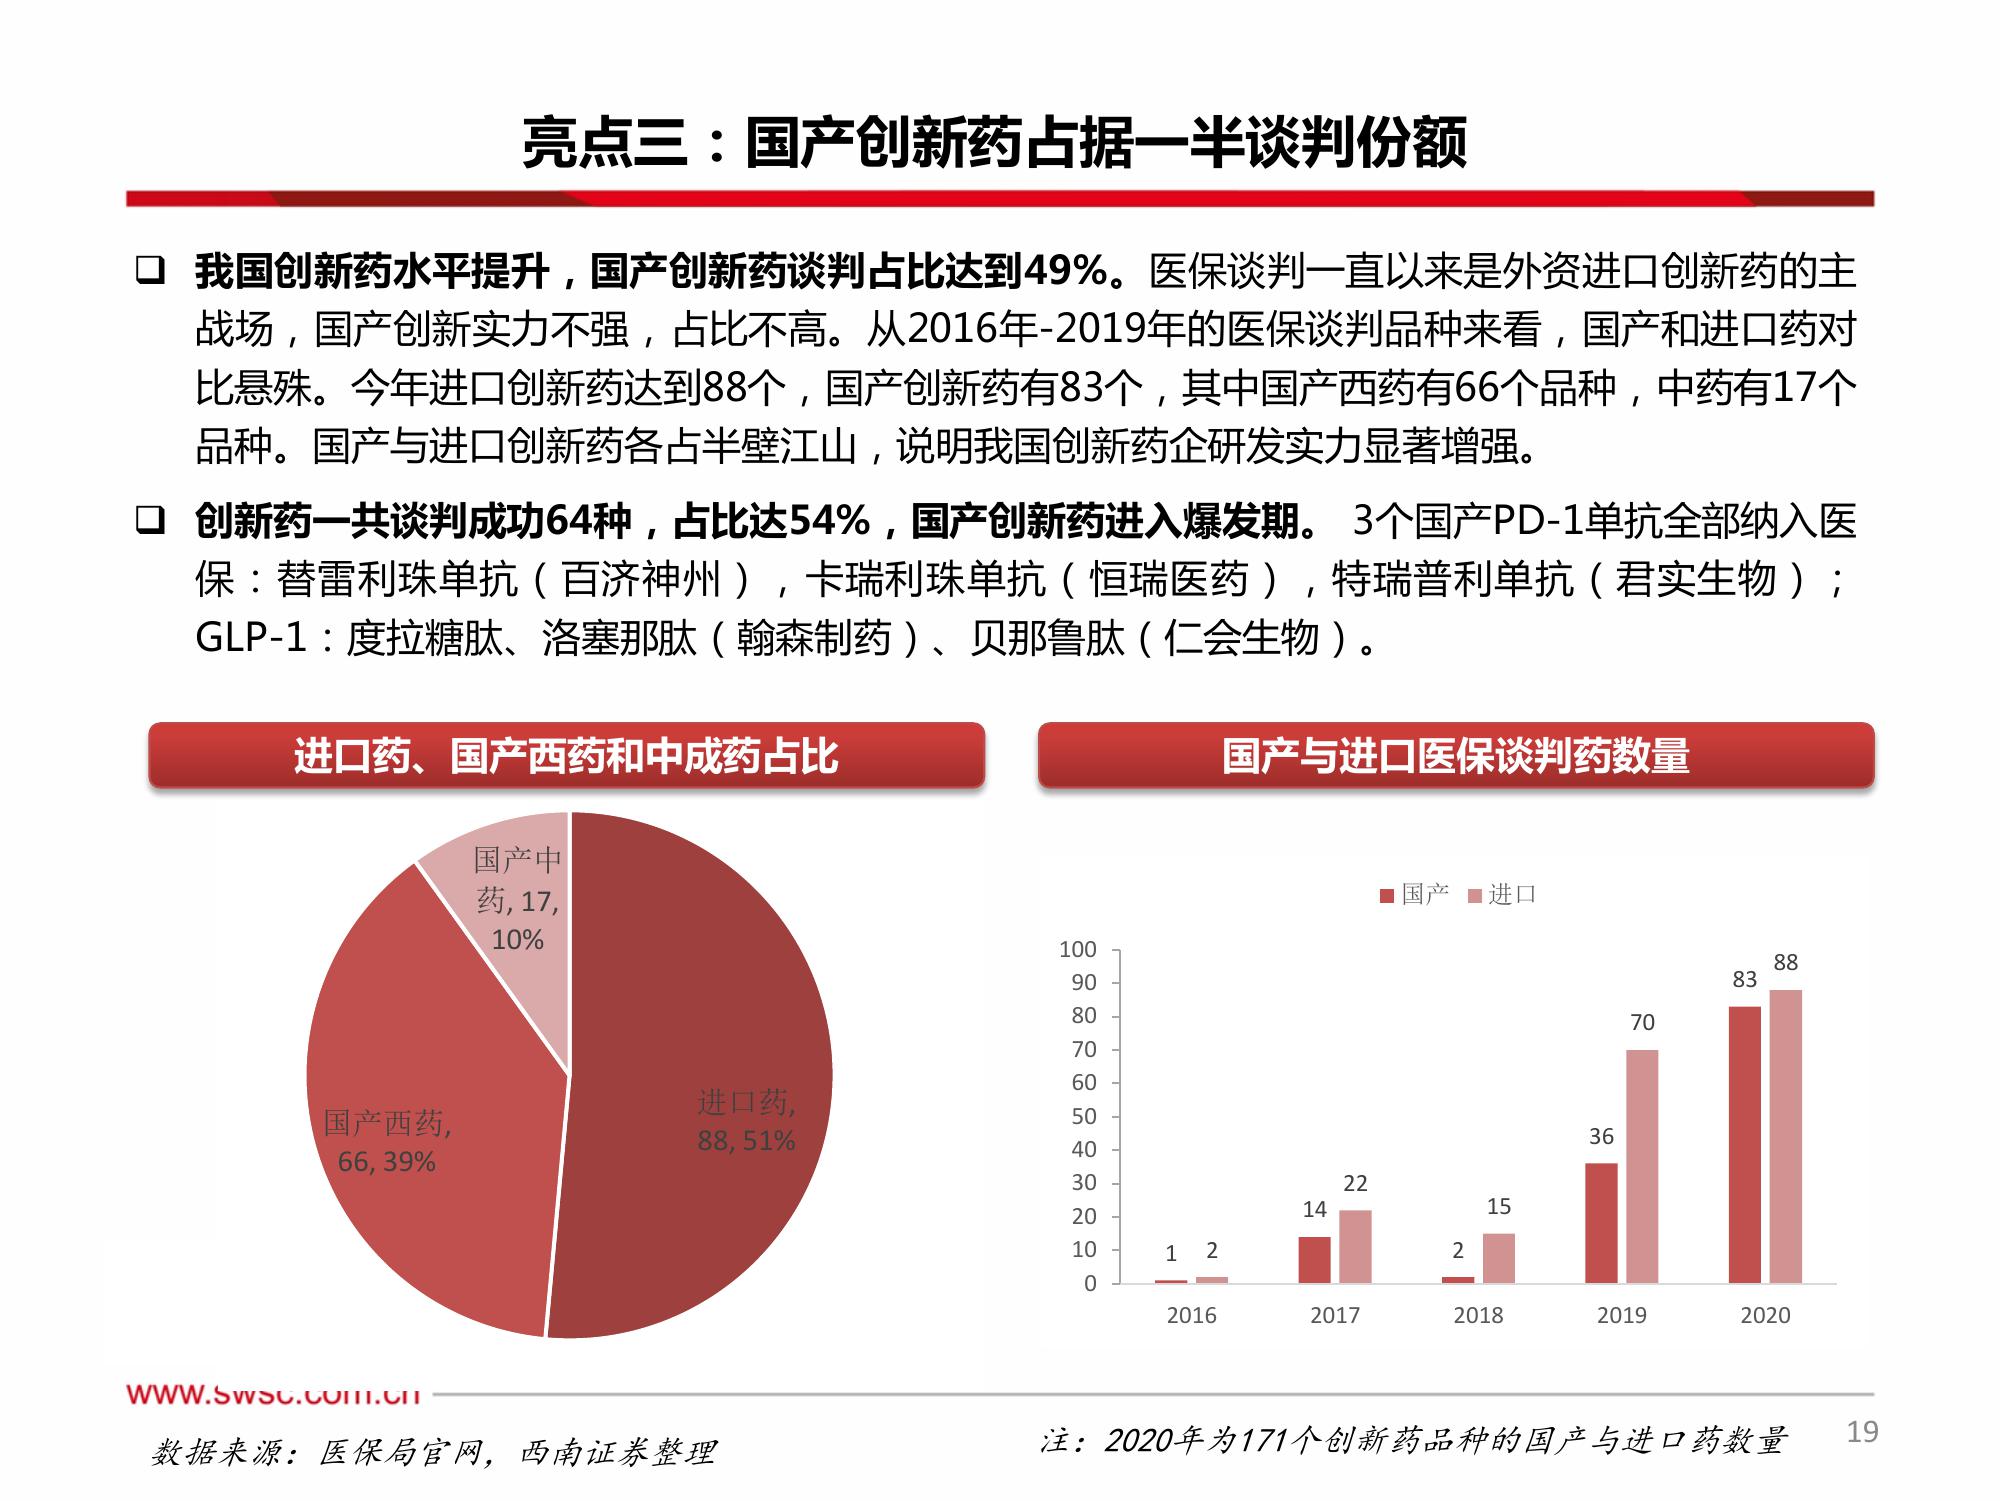 亮点三：国产创新药占据一半谈判份额
❑ 我国创新药水平提升，国产创新药谈判占比达到49%。医保谈判一直以来是外资进口创新药的主
战场，国产创新实力不强，占比不高。从2016年-2019年的医保谈判品种来看，国产和进口药对
比悬殊。今年进口创新药达到88个，国产创新药有83个，其中国产西药有66个品种，中药有17个
品种。国产与进口创新药各占半壁江山，说明我国创新药企研发实力显著增强。
❑ 创新药一共谈判成功64种，占比达54%，国产创新药进入爆发期。 3个国产PD-1单抗全部纳入医
保：替雷利珠单抗（百济神州），卡瑞利珠单抗（恒瑞医药），特瑞普利单抗（君实生物）；
GLP-1：度拉糖肽、洛塞那肽（翰森制药）、贝那鲁肽（仁会生物）。
进口药、国产西药和中成药占比
国产中
药, 17,
10%
国产西药,
66, 39%
进口药,
88, 51%
国产与进口医保谈判药数量
国产 进口
100
90
80
70
60
50
40
30
20
10
0
1 2
14 22
2 15
36 70
83 88
2016 2017 2018 2019 2020
www.swsc.com.cn
数据来源：医保局官网，西南证券整理
注：2020年为171个创新药品种的国产与进口药数量
19